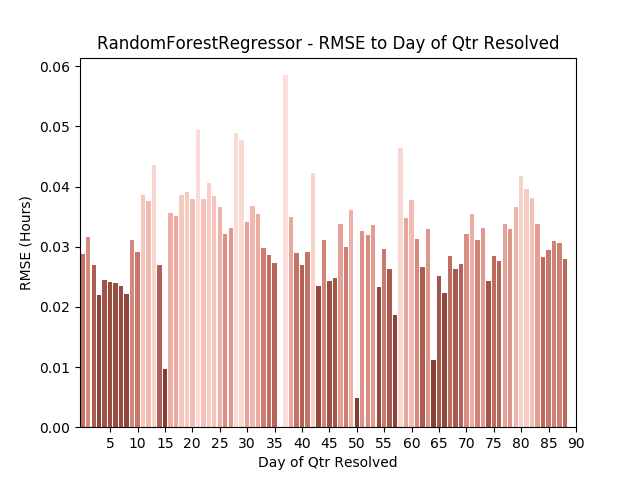 RandomForestRegressor - RMSE to Day of Qtr Resolved
0.06
0.05
0.04
0.03
0.02
0.01
0.00
RMSE (Hours)
5 10 15 20 25 30 35 40 45 50 55 60 65 70 75 80 85 90
Day of Qtr Resolved